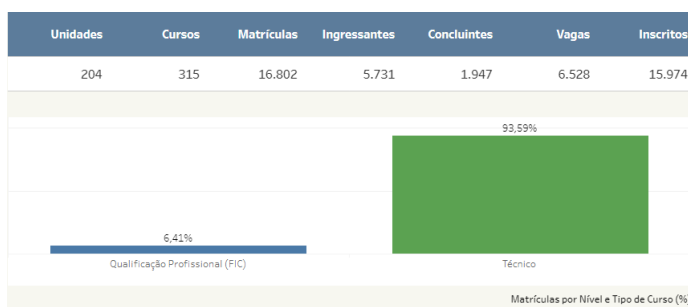 Unidades Cursos Matrículas Ingressantes Concluintes Vagas Inscritos
204 315 16.802 5.731 1.947 6.528 15.974
93,59%
6,41%
Qualificação Profissional (FIC) Técnico
Matrículas por Nível e Tipo de Curso (%)